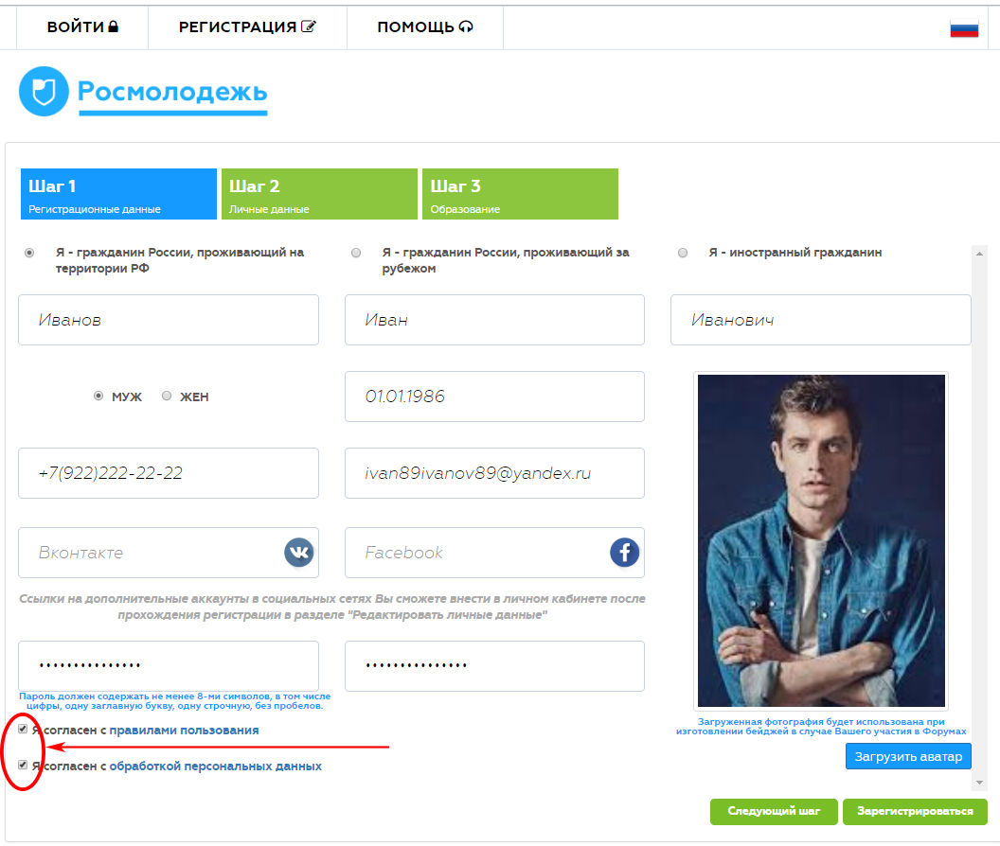 ВОЙТИ
РЕГИСТРАЦИЯ
ПОМОЩЬ
Росмолодежь
Шаг 1
Регистрационные данные
Шаг 2
Личные данные
Шаг 3
Образование
Я - гражданин России, проживающий на
территории РФ
Я - гражданин России, проживающий за
рубежом
Я - иностранный гражданин
Иванов
Иван
Иванович
МУЖ
ЖЕН
01.01.1986
+7(922)222-22-22
ivan89ivanov89@yandex.ru
Вконтакте
Facebook
Ссылки на дополнительные аккаунты в социальных сетях Вы сможете внести в личном кабинете после
прохождения регистрации в разделе "Редактировать личные данные"
•••••••••••••••
•••••••••••••••
Пароль должен содержать не менее 8-ми символов, в том числе
цифры, одну заглавную букву, одну строчную, без пробелов.
Я согласен с правилами пользования
Я согласен с обработкой персональных данных
Загруженная фотография будет использована при
изготовлении бейджей в случае Вашего участия в Форумах
Загрузить аватар
Следующий шаг
Зарегистрироваться